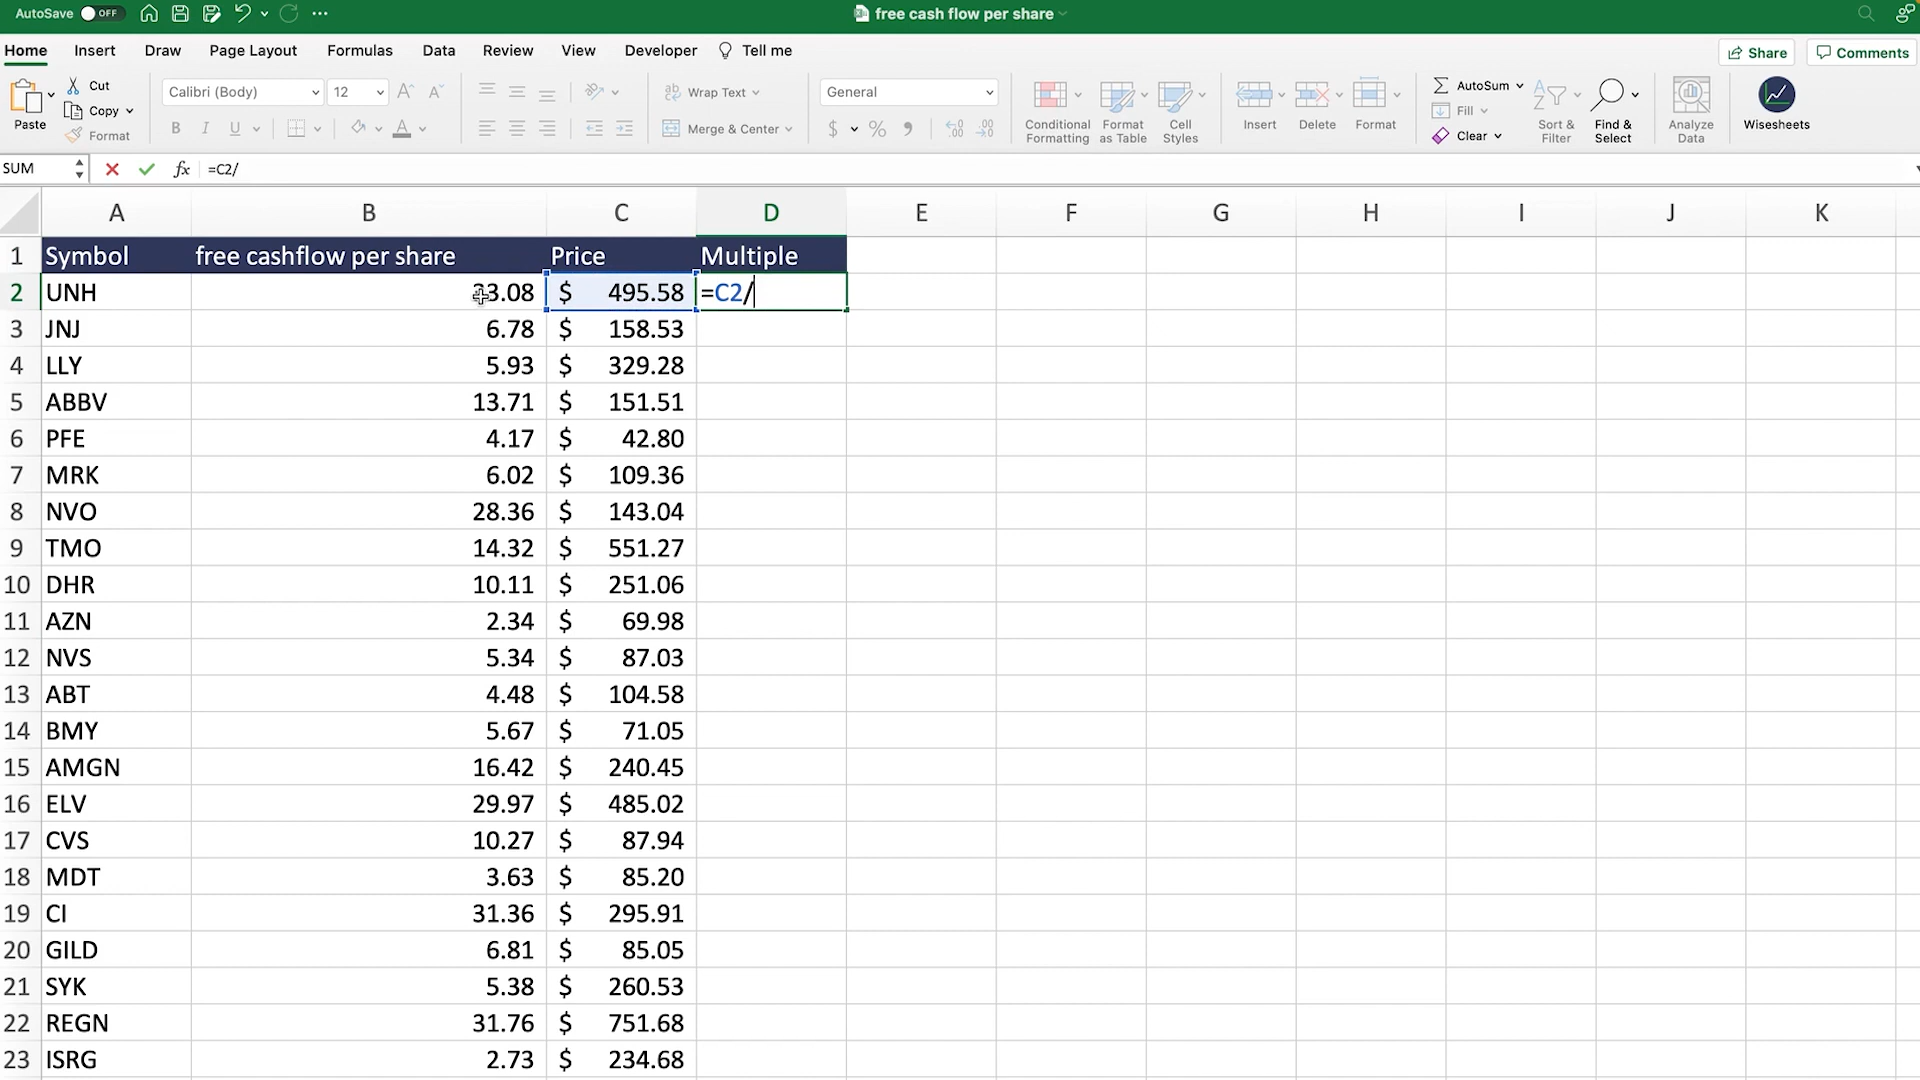 AutoSave OFF free cash flow per share
Home Insert Draw Page Layout Formulas Data Review View Developer Tell me Share Comments
Paste Cut Copy Format
Calibri (Body) 12
B I U A
Wrap Text
Merge & Center
General
$ %
Conditional Formatting
Format as Table
Cell Styles
Insert Delete Format
AutoSum
Fill
Clear
Sort & Filter
Find & Select
Analyze Data
Wisesheets
SUM fx =C2/
A B C D E F G H I J K
1 Symbol free cashflow per share Price Multiple
2 UNH 23.08 $ 495.58 =C2/
3 JNJ 6.78 $ 158.53
4 LLY 5.93 $ 329.28
5 ABBV 13.71 $ 151.51
6 PFE 4.17 $ 42.80
7 MRK 6.02 $ 109.36
8 NVO 28.36 $ 143.04
9 TMO 14.32 $ 551.27
10 DHR 10.11 $ 251.06
11 AZN 2.34 $ 69.98
12 NVS 5.34 $ 87.03
13 ABT 4.48 $ 104.58
14 BMY 5.67 $ 71.05
15 AMGN 16.42 $ 240.45
16 ELV 29.97 $ 485.02
17 CVS 10.27 $ 87.94
18 MDT 3.63 $ 85.20
19 CI 31.36 $ 295.91
20 GILD 6.81 $ 85.05
21 SYK 5.38 $ 260.53
22 REGN 31.76 $ 751.68
23 ISRG 2.73 $ 234.68